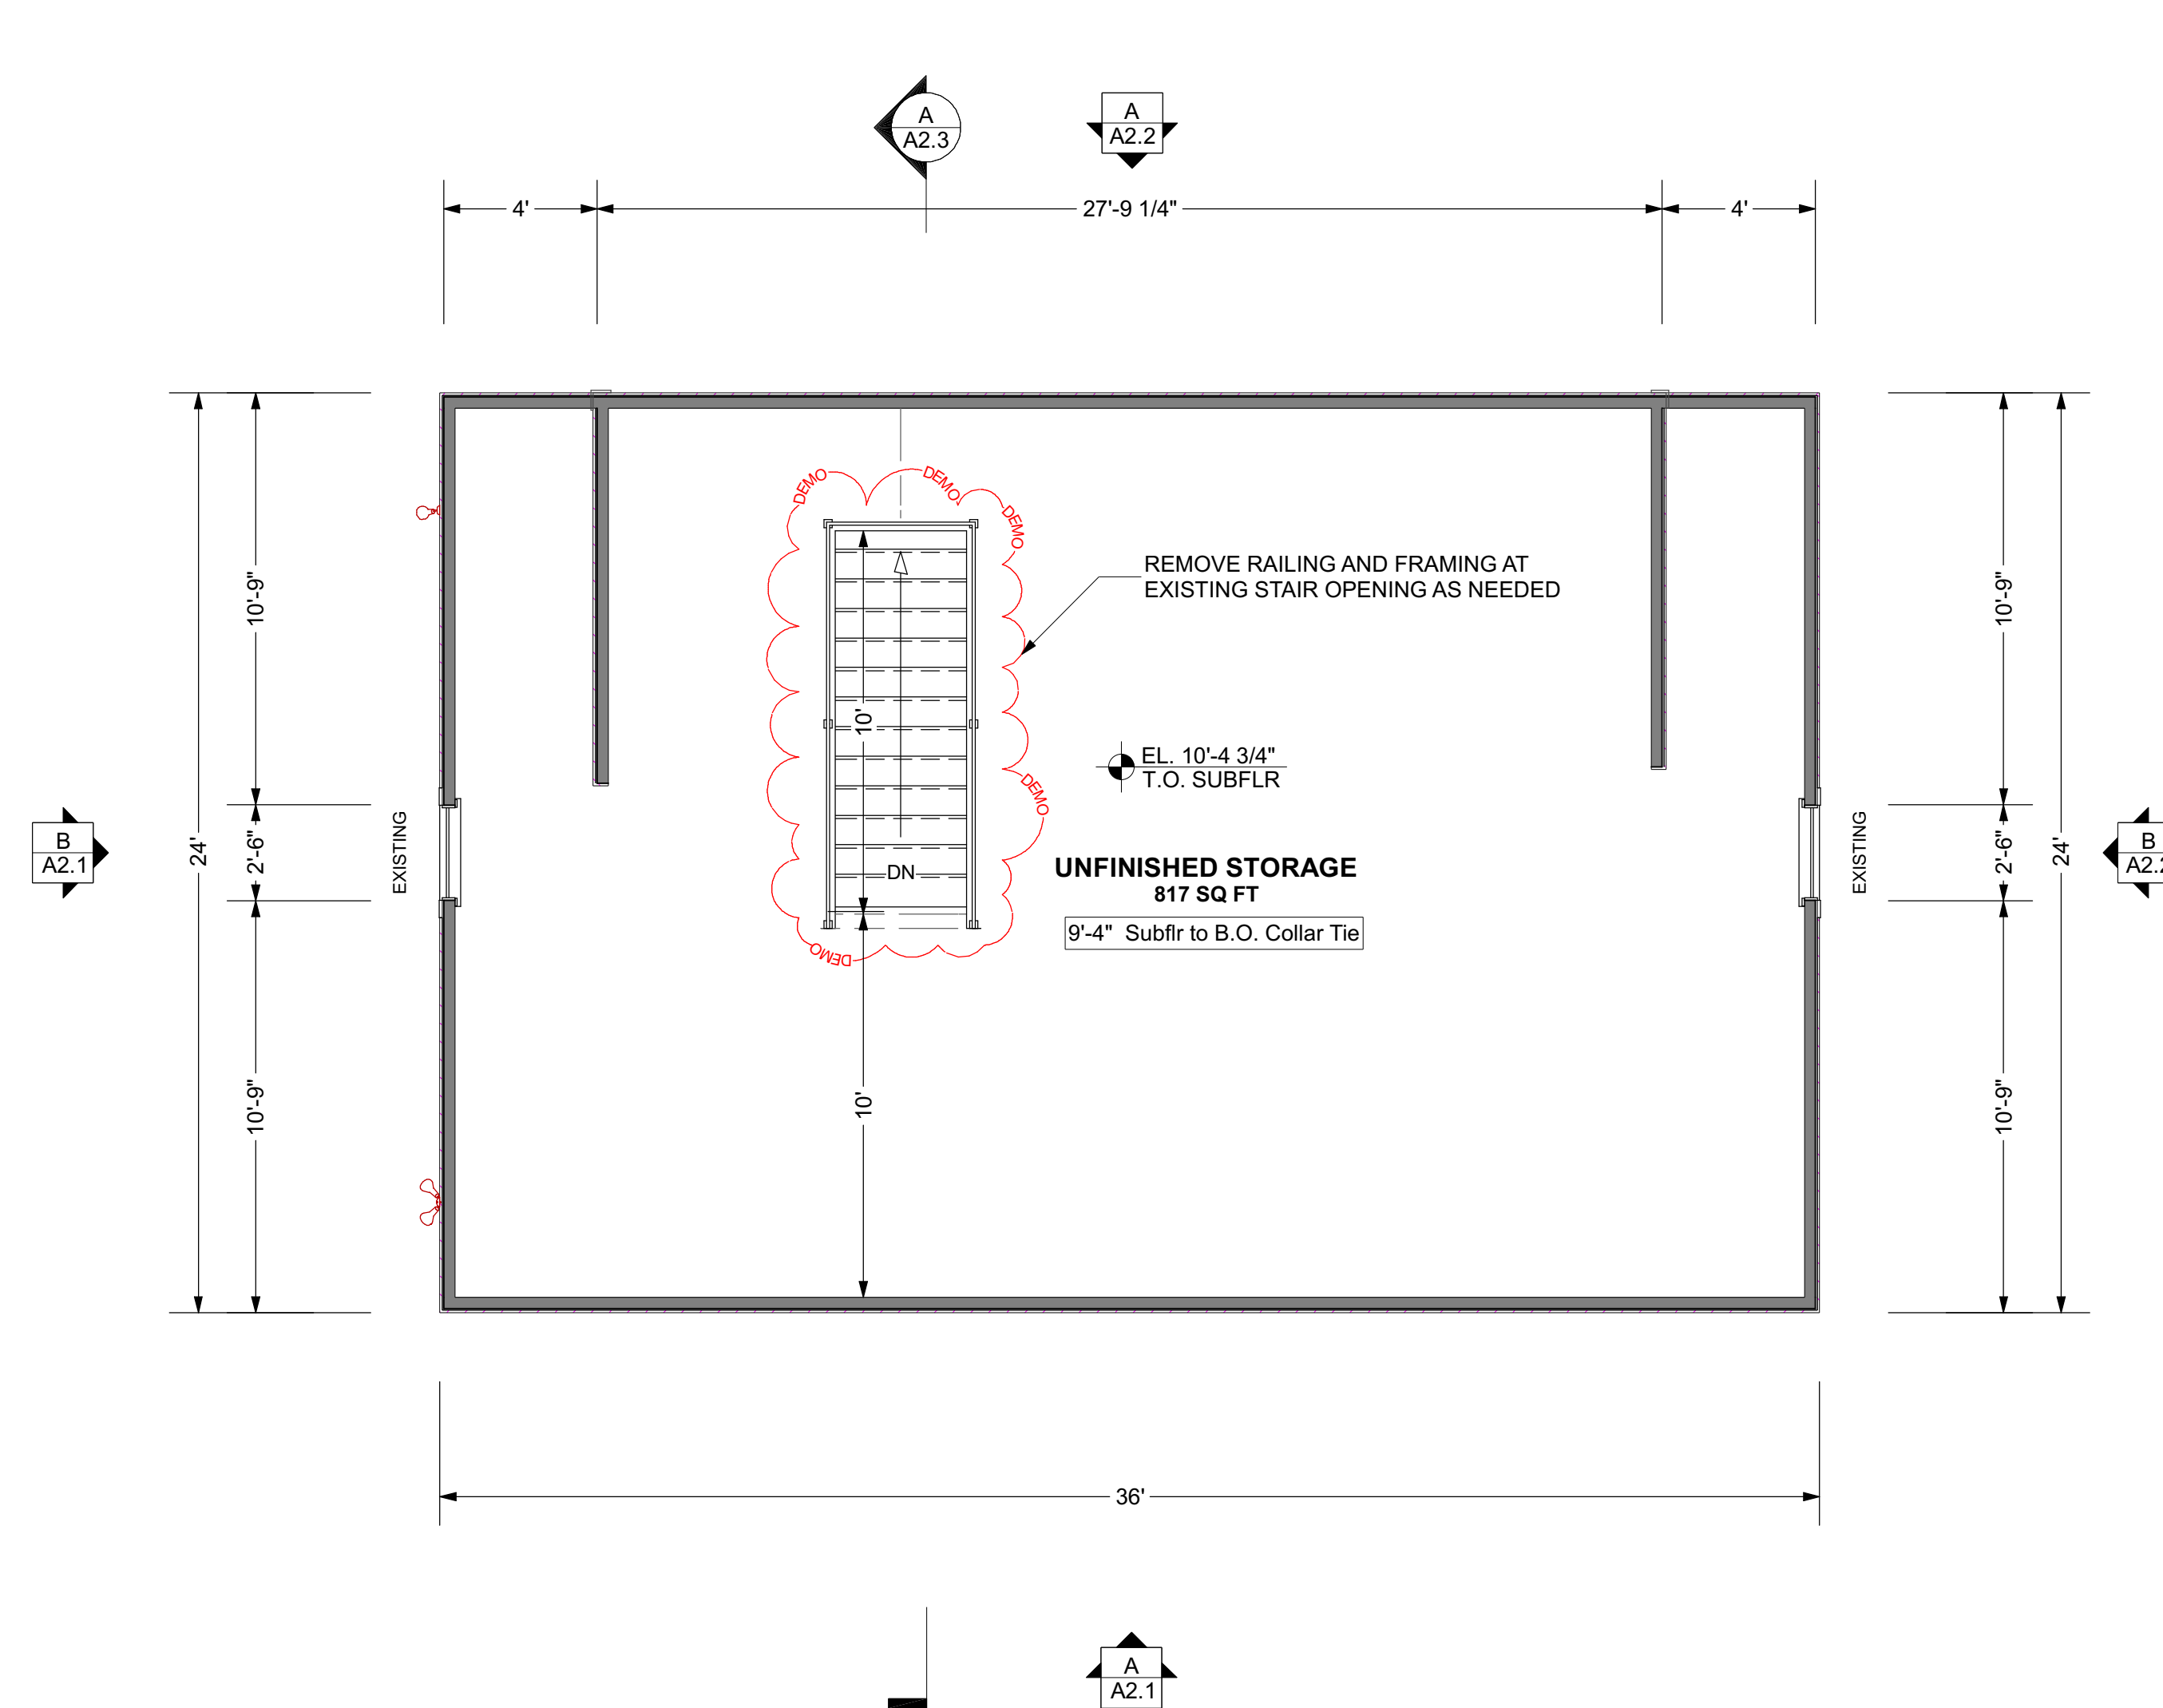 A
A2.3
A
A2.2
4'
27'-9 1/4"
4'
DEMO
DEMO
DEMO
REMOVE RAILING AND FRAMING AT
EXISTING STAIR OPENING AS NEEDED
10'-9"
10'-9"
10'
EL. 10'-4 3/4"
T.O. SUBFLR
DEMO
B
A2.1
24'
2'-6"
EXISTING
DN
UNFINISHED STORAGE
817 SQ FT
9'-4" Subflr to B.O. Collar Tie
EXISTING
2'-6"
24'
B
A2.2
DEMO
10'-9"
10'
10'-9"
36'
A
A2.1